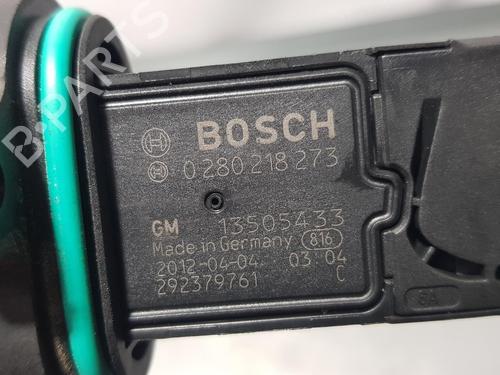 BOSCH
0 280 218 273
GM 13505433
Made in Germany 816
2012-04-04 03 04
292379761 C
B-PARTS